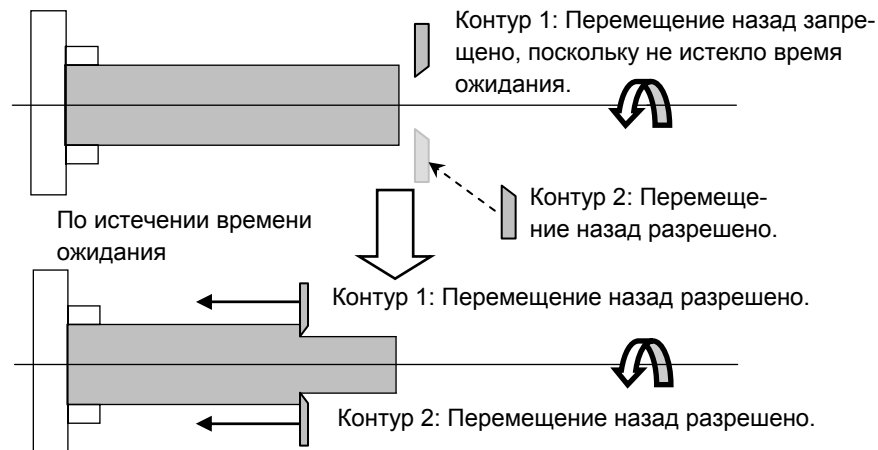 Контур 1: Перемещение назад запре-
щено, поскольку не истекло время
ожидания.
Контур 2: Перемеще-
ние назад разрешено.
По истечении времени
ожидания
Контур 1: Перемещение назад разрешено.
Контур 2: Перемещение назад разрешено.